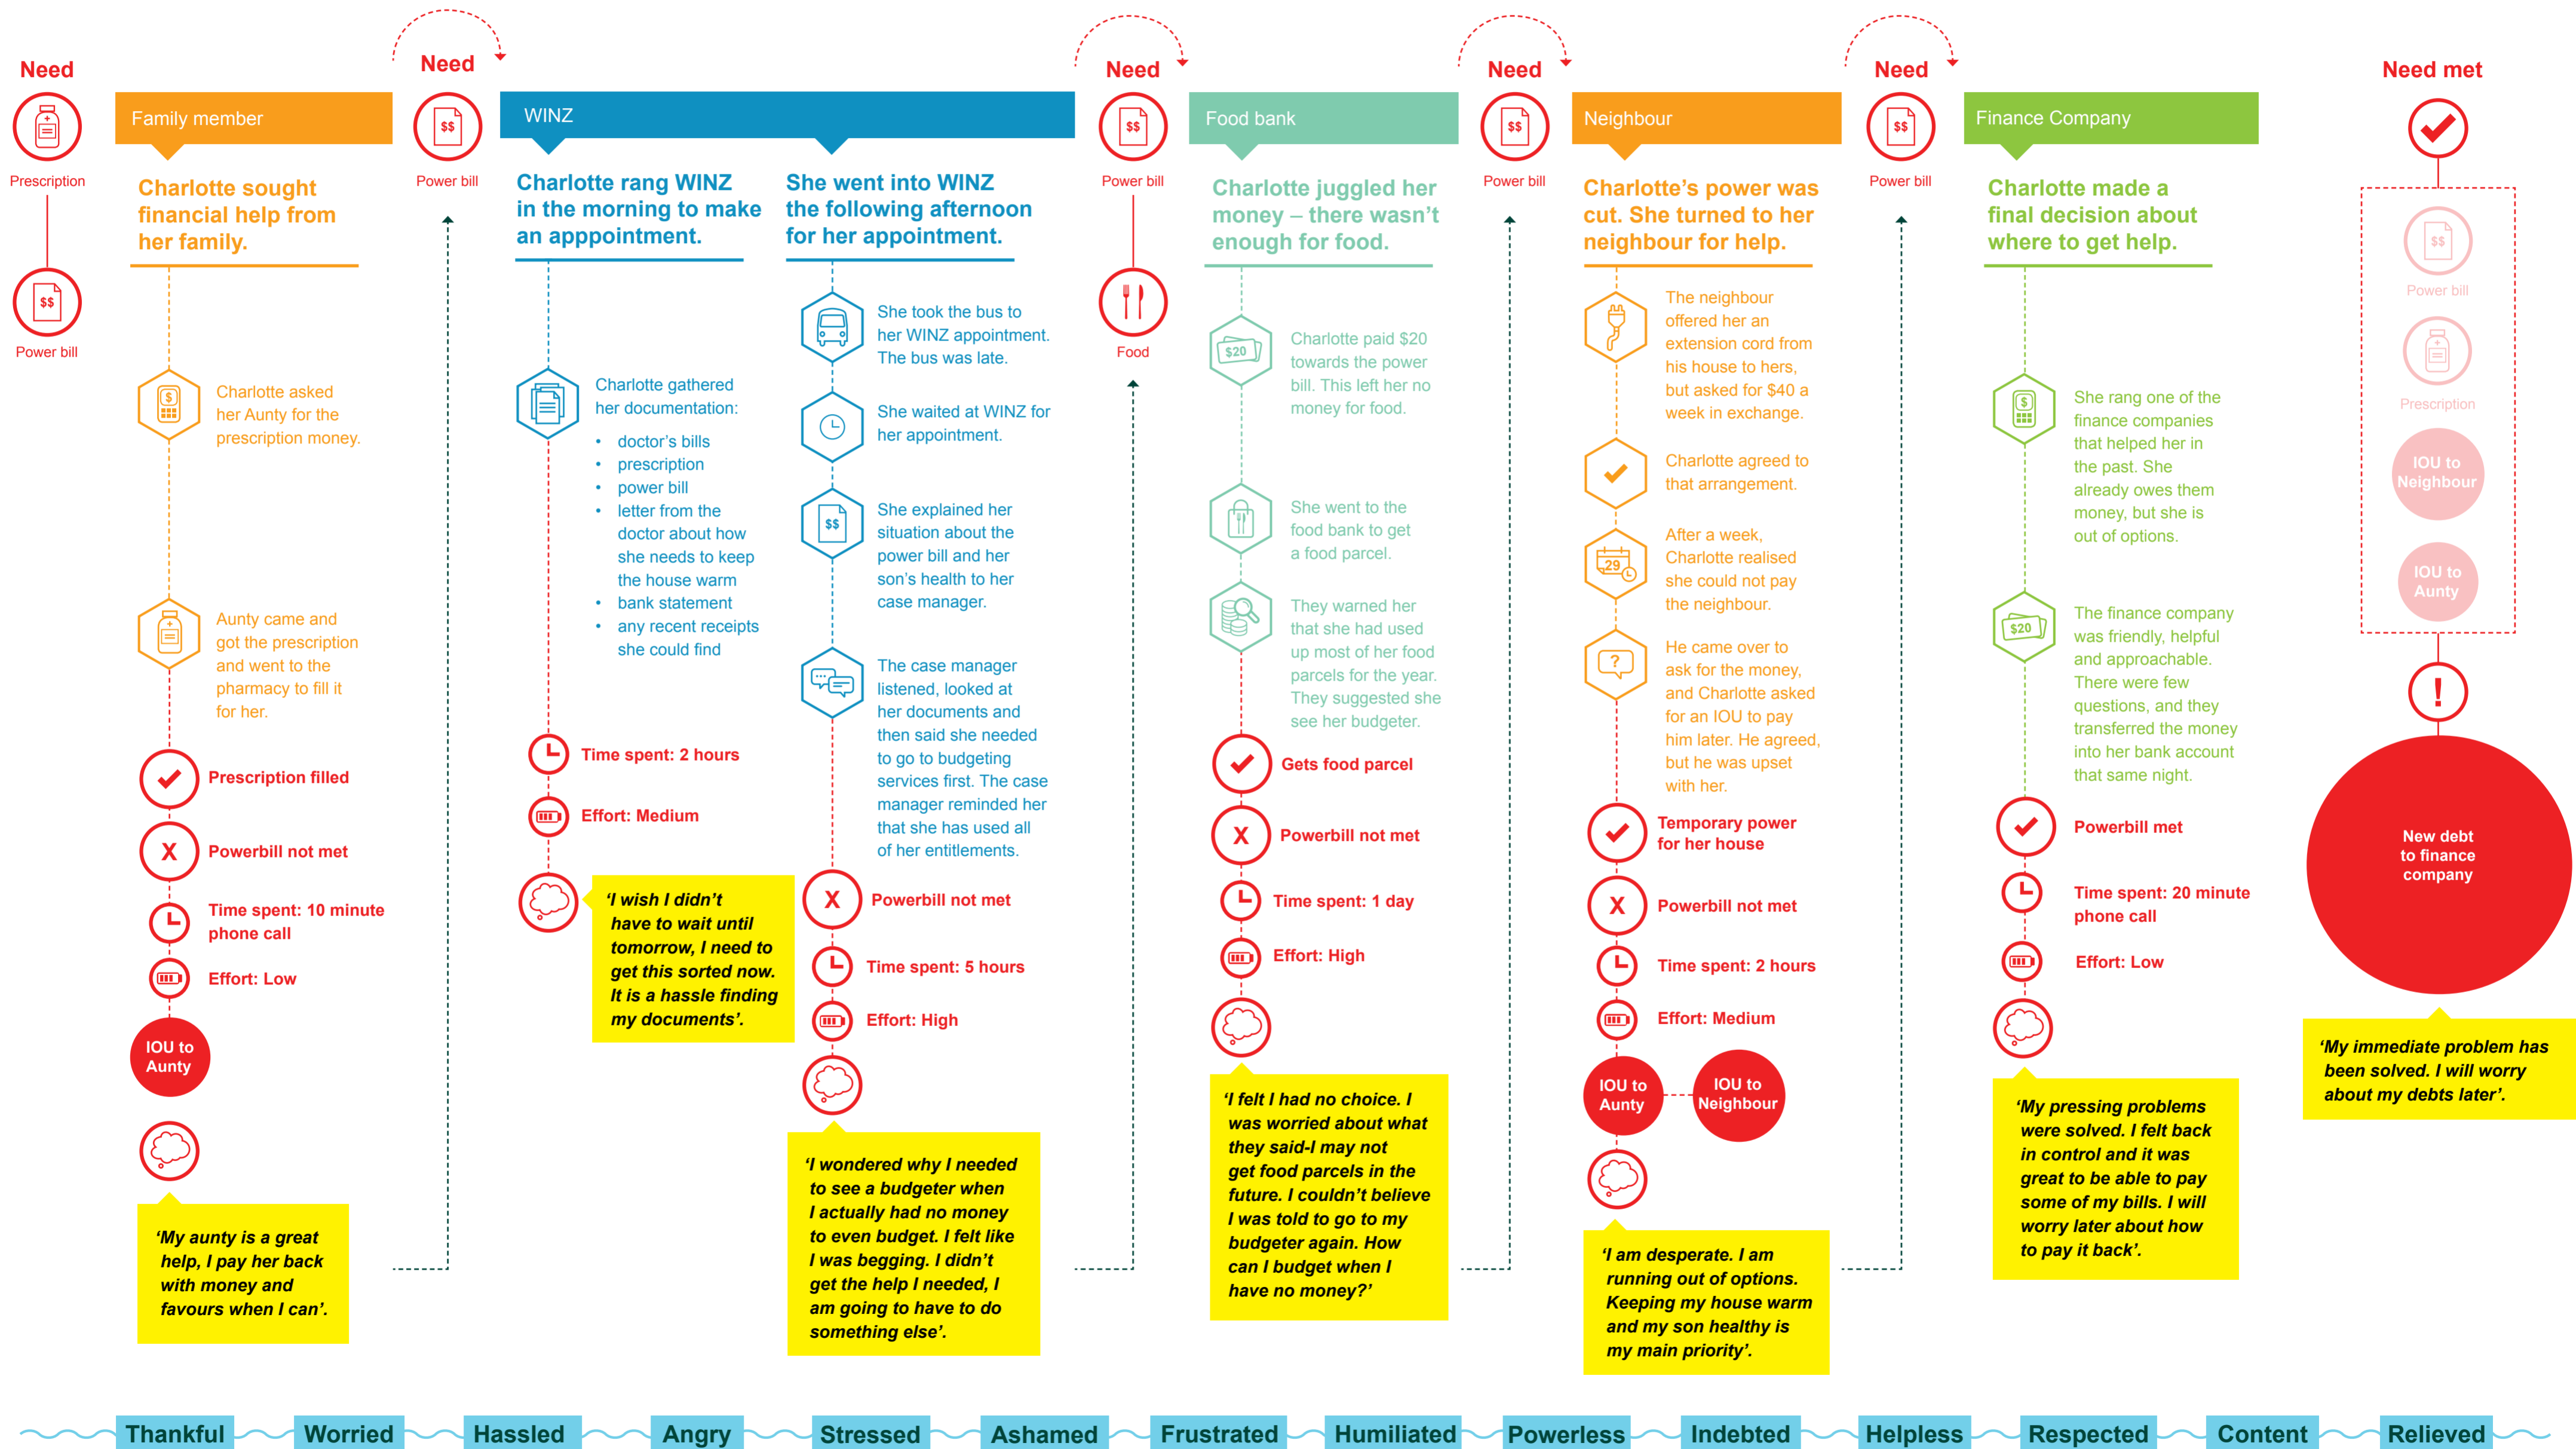 Need
Prescription
$$
Power bill
Family member
Charlotte sought
financial help from
her family.
$
Charlotte asked
her Aunty for the
prescription money.
Aunty came and
got the prescription
and went to the
pharmacy to fill it
for her.
Prescription filled
X
Powerbill not met
Time spent: 10 minute
phone call
Effort: Low
IOU to
Aunty
‘My aunty is a great
help, I pay her back
with money and
favours when I can’.
Need
$$
Power bill
WINZ
Charlotte rang WINZ
in the morning to make
an apppointment.
Charlotte gathered
her documentation:
• doctor’s bills
• prescription
• power bill
• letter from the
doctor about how
she needs to keep
the house warm
• bank statement
• any recent receipts
she could find
Time spent: 2 hours
Effort: Medium
‘I wish I didn’t
have to wait until
tomorrow, I need to
get this sorted now.
It is a hassle finding
my documents’.
She went into WINZ
the following afternoon
for her appointment.
She took the bus to
her WINZ appointment.
The bus was late.
She waited at WINZ for
her appointment.
$$
She explained her
situation about the
power bill and her
son’s health to her
case manager.
The case manager
listened, looked at
her documents and
then said she needed
to go to budgeting
services first. The case
manager reminded her
that she has used all
of her entitlements.
X
Powerbill not met
Time spent: 5 hours
Effort: High
‘I wondered why I needed
to see a budgeter when
I actually had no money
to even budget. I felt like
I was begging. I didn’t
get the help I needed, I
am going to have to do
something else’.
Need
$$
Power bill
Food
Food bank
Charlotte juggled her
money – there wasn’t
enough for food.
$20
Charlotte paid $20
towards the power
bill. This left her no
money for food.
She went to the
food bank to get
a food parcel.
They warned her
that she had used
up most of her food
parcels for the year.
They suggested she
see her budgeter.
Gets food parcel
X
Powerbill not met
Time spent: 1 day
Effort: High
‘I felt I had no choice. I
was worried about what
they said-I may not
get food parcels in the
future. I couldn’t believe
I was told to go to my
budgeter again. How
can I budget when I
have no money?’
Need
$$
Power bill
Neighbour
Charlotte’s power was
cut. She turned to her
neighbour for help.
The neighbour
offered her an
extension cord from
his house to hers,
but asked for $40 a
week in exchange.
Charlotte agreed to
that arrangement.
29
After a week,
Charlotte realised
she could not pay
the neighbour.
?
He came over to
ask for the money,
and Charlotte asked
for an IOU to pay
him later. He agreed,
but he was upset
with her.
Temporary power
for her house
X
Powerbill not met
Time spent: 2 hours
Effort: Medium
IOU to
Aunty
IOU to
Neighbour
‘I am desperate. I am
running out of options.
Keeping my house warm
and my son healthy is
my main priority’.
Need
$$
Power bill
Finance Company
Charlotte made a
final decision about
where to get help.
$
She rang one of the
finance companies
that helped her in
the past. She
already owes them
money, but she is
out of options.
$20
The finance company
was friendly, helpful
and approachable.
There were few
questions, and they
transferred the money
into her bank account
that same night.
Powerbill met
Time spent: 20 minute
phone call
Effort: Low
‘My pressing problems
were solved. I felt back
in control and it was
great to be able to pay
some of my bills. I will
worry later about how
to pay it back’.
Need met
$$
Power bill
Prescription
IOU to
Neighbour
IOU to
Aunty
!
New debt
to finance
company
‘My immediate problem has
been solved. I will worry
about my debts later’.
Thankful Worried Hassled Angry Stressed Ashamed Frustrated Humiliated Powerless Indebted Helpless Respected Content Relieved